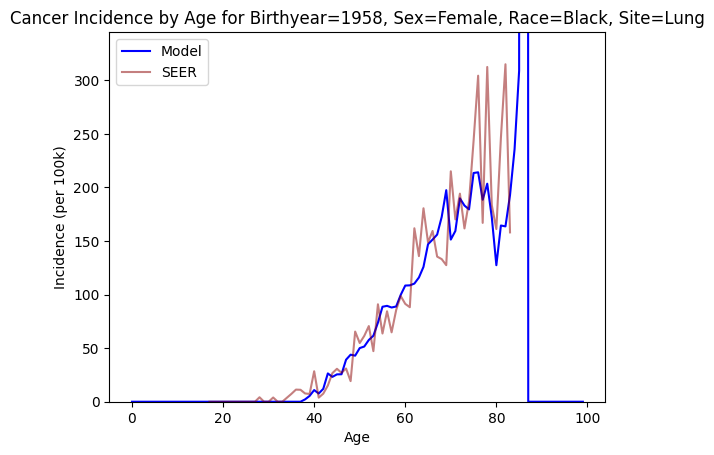 Cancer Incidence by Age for Birthyear=1958, Sex=Female, Race=Black, Site=Lung
Model
SEER
Incidence (per 100k)
300
250
200
150
100
50
0
0 20 40 60 80 100
Age